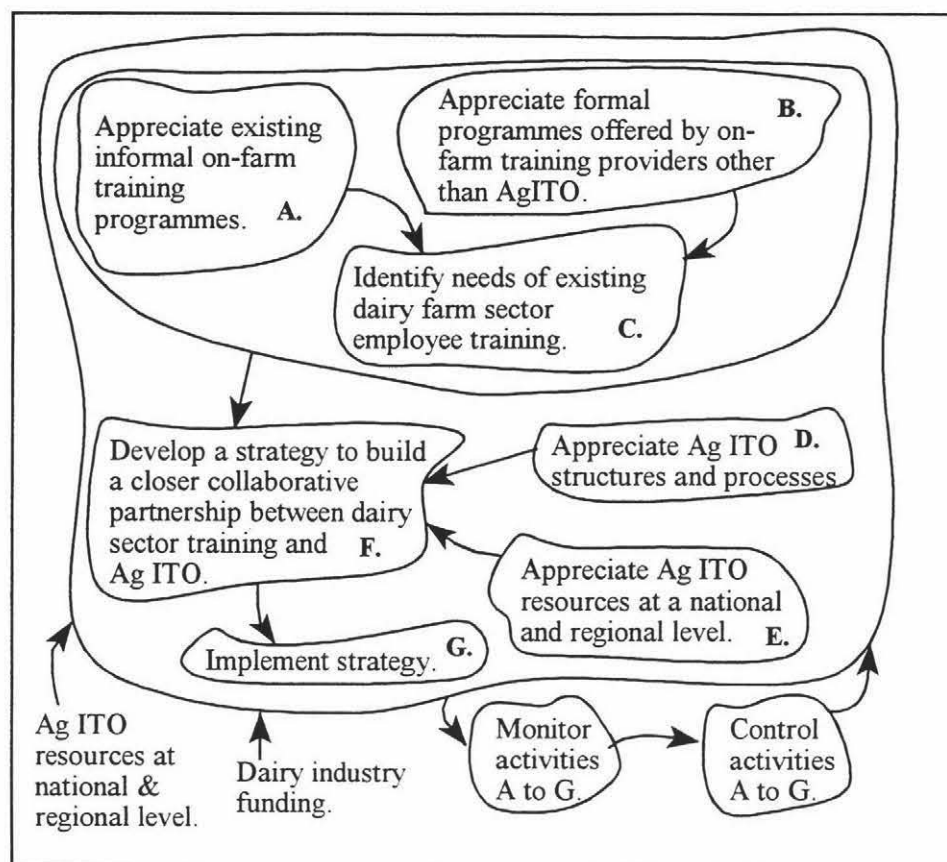 Appreciate existing
informal on-farm
training
programmes. A.
Appreciate formal B.
programmes offered by on-
farm training providers other
than AgITO.
Identify needs of existing
dairy farm sector
employee training. C.
Develop a strategy to build
a closer collaborative
partnership between dairy
sector training and F.
Ag ITO.
Appreciate Ag ITO D.
structures and processes
Appreciate Ag ITO
resources at a national
and regional level. E.
Implement strategy. G.
Ag ITO
resources at
national &
regional level.
Dairy industry
funding.
Monitor
activities
A to G.
Control
activities
A to G.